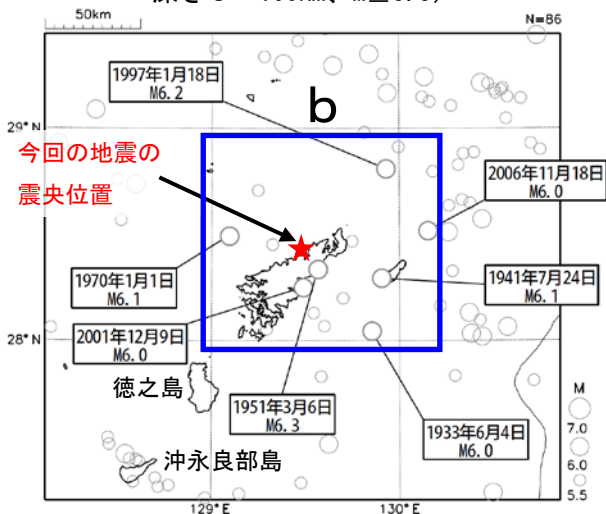 50km
N=86
1997年1月18日
M6.2
b
29°N
今回の地震の
震央位置
2006年11月18日
M6.0
1970年1月1日
M6.1
1941年7月24日
M6.1
2001年12月9日
M6.0
28°N
徳之島
1951年3月6日
M6.3
1933年6月4日
M6.0
M
7.0
6.0
5.5
沖永良部島
129°E
130°E